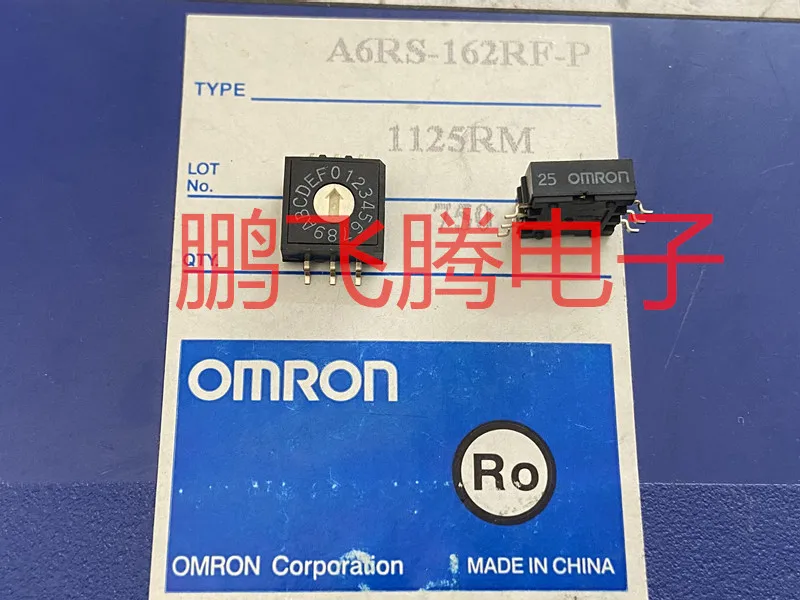 A6RS-162RF-P
TYPE
1125RM
LOT
No.
0123456789ABCDEF
25 OMRON
QTY.
鹏飞腾电子
OMRON
Ro
OMRON Corporation
MADE IN CHINA